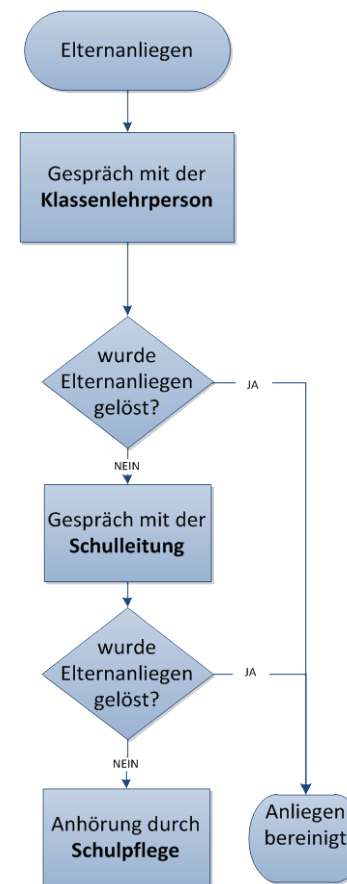 Elternanliegen
Gespräch mit der
Klassenlehrperson
wurde
Elternanliegen
gelöst?
JA
NEIN
Gespräch mit der
Schulleitung
wurde
Elternanliegen
gelöst?
JA
NEIN
Anhörung durch
Schulpflege
Anliegen
bereinigt